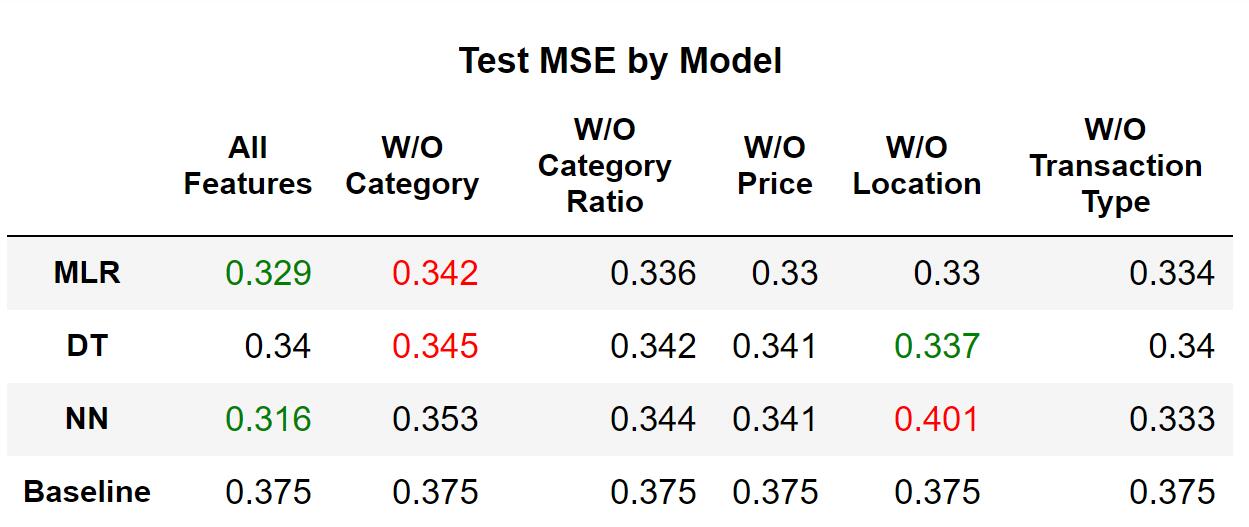 Test MSE by Model
All Features W/O Category W/O Category Ratio W/O Price W/O Location W/O Transaction Type
MLR 0.329 0.342 0.336 0.33 0.33 0.334
DT 0.34 0.345 0.342 0.341 0.337 0.34
NN 0.316 0.353 0.344 0.341 0.401 0.333
Baseline 0.375 0.375 0.375 0.375 0.375 0.375